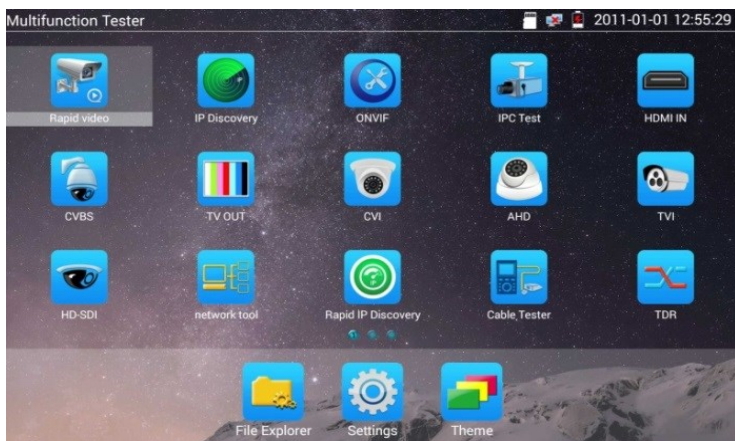 Multifunction Tester 2011-01-01 12:55:29
Rapid video IP Discovery ONVIF IPC Test HDMI IN
CVBS TV OUT CVI AHD TVI
HD-SDI network tool Rapid IP Discovery Cable Tester TDR
File Explorer Settings Theme